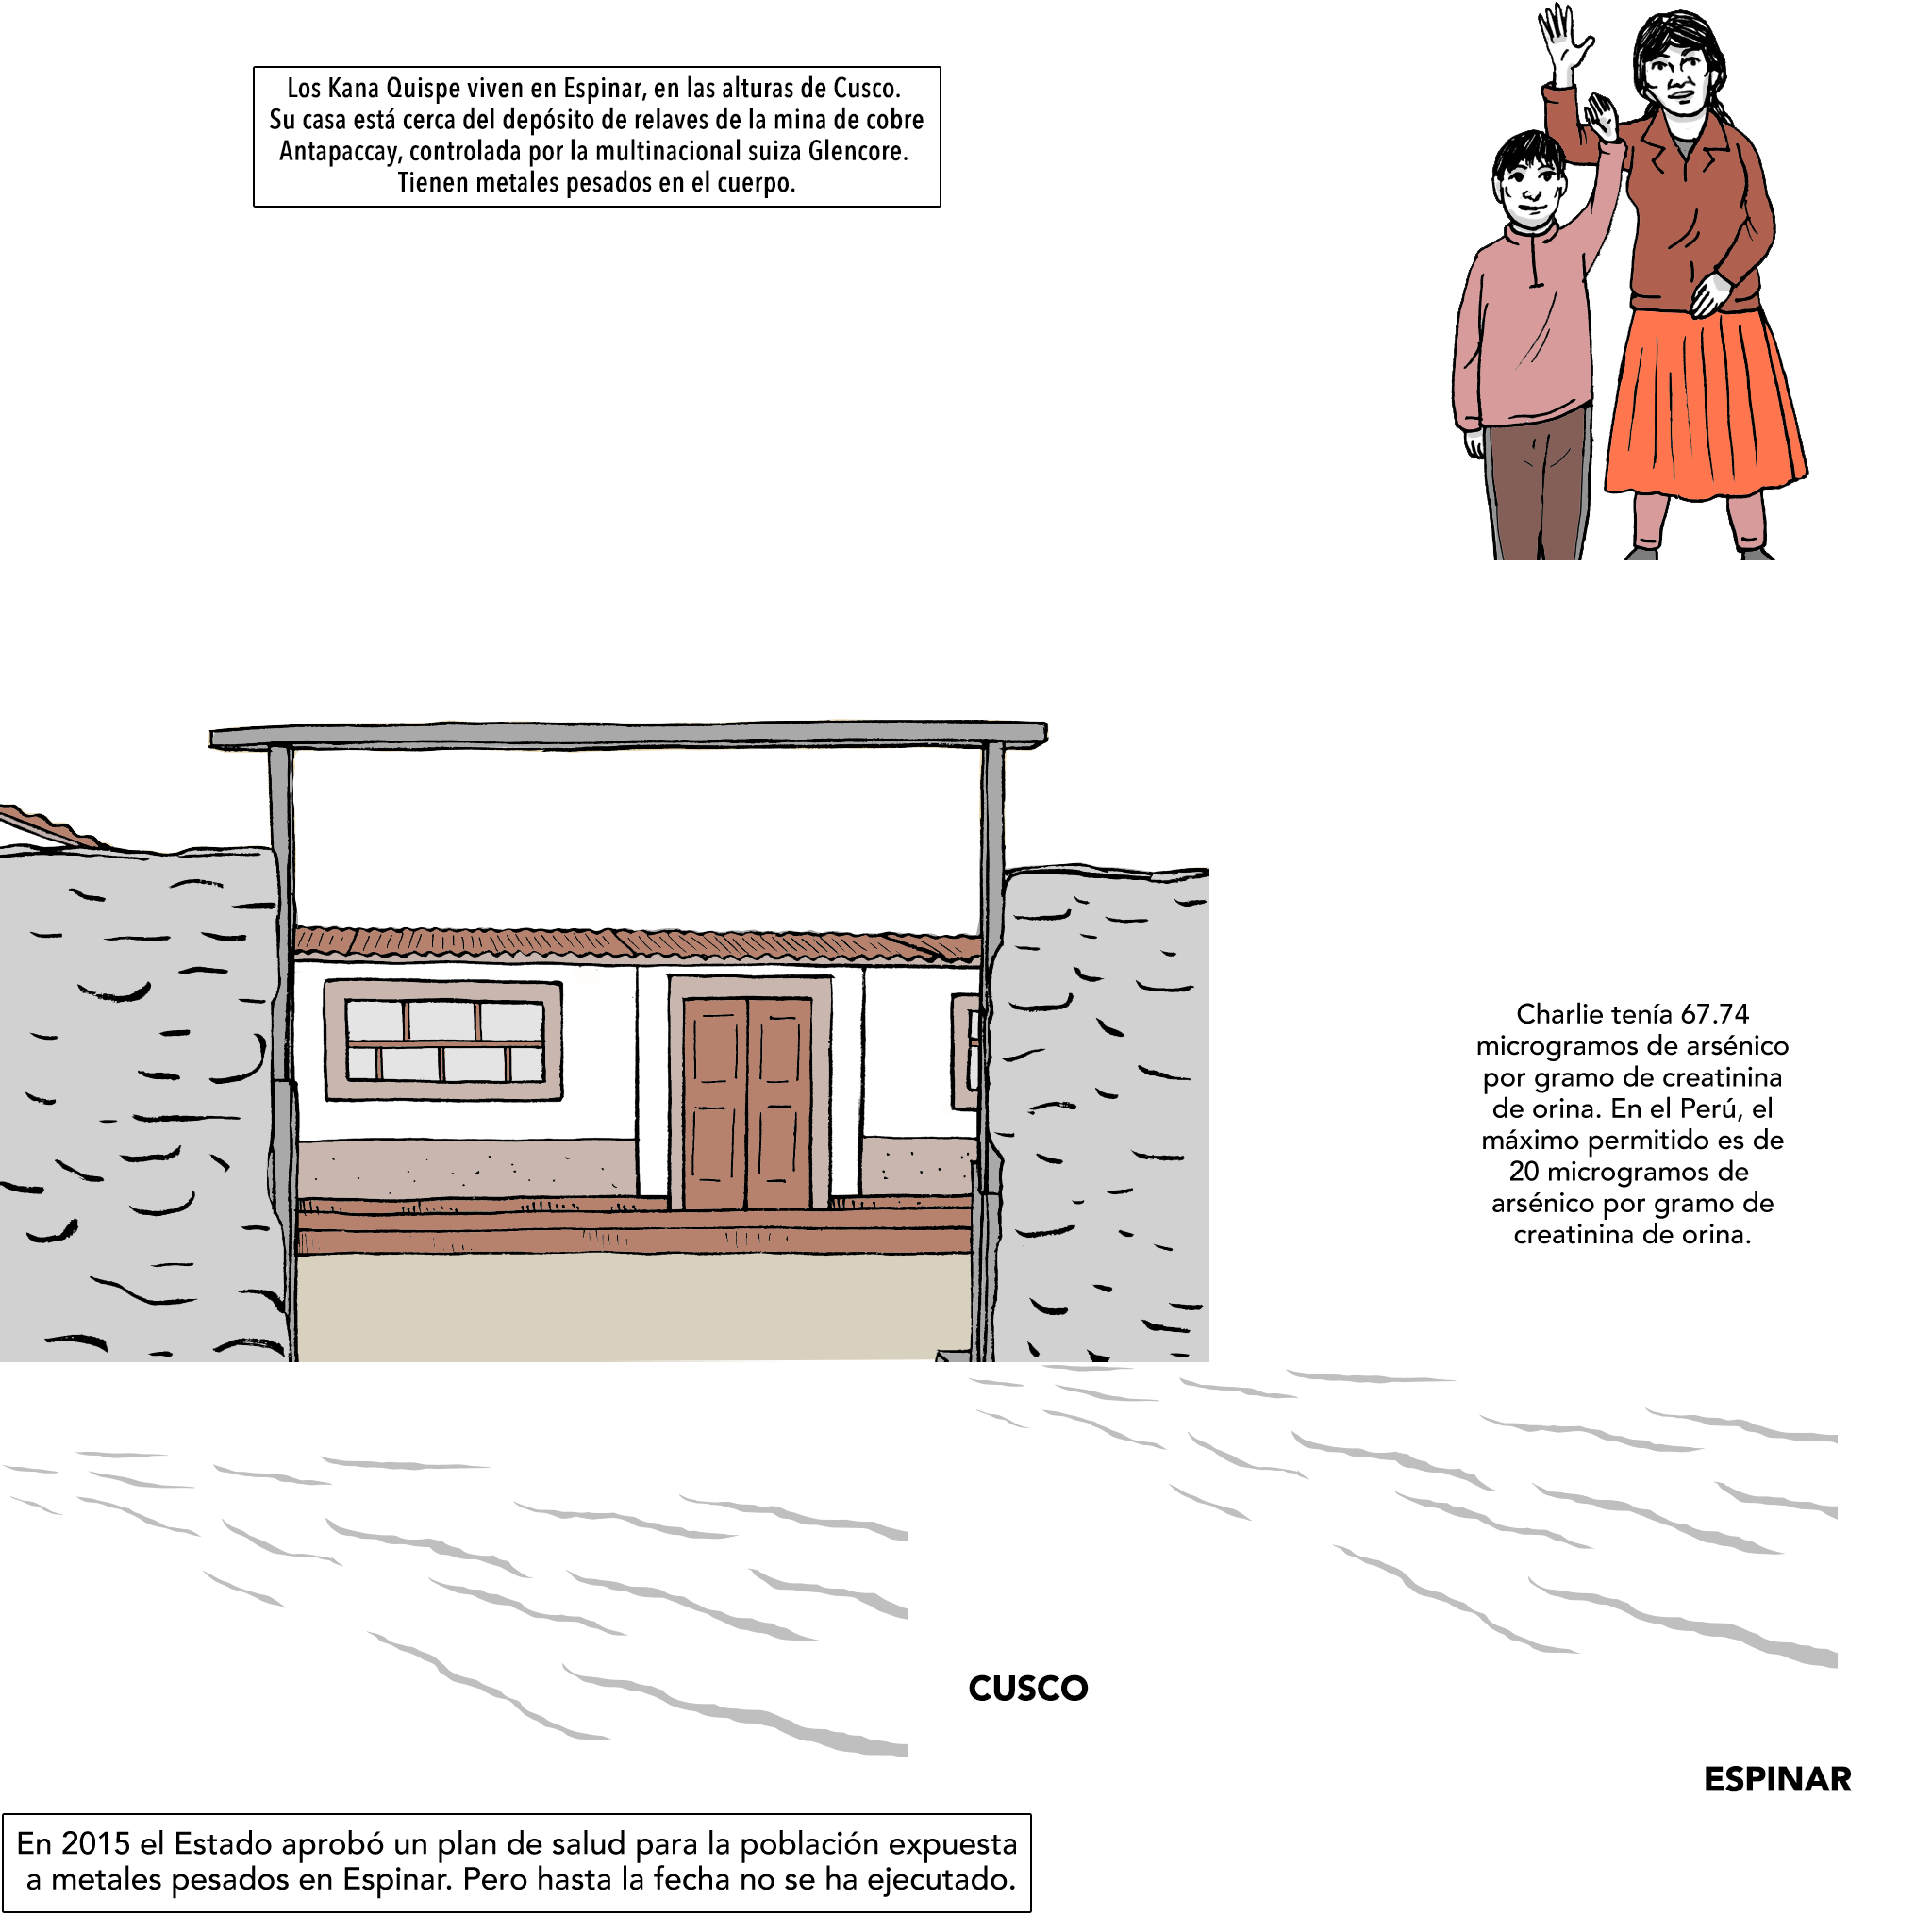 Los Kana Quispe viven en Espinar, en las alturas de Cusco.
Su casa está cerca del depósito de relaves de la mina de cobre
Antapaccay, controlada por la multinacional suiza Glencore.
Tienen metales pesados en el cuerpo.
Charlie tenía 67.74
microgramos de arsénico
por gramo de creatinina
de orina. En el Perú, el
máximo permitido es de
20 microgramos de
arsénico por gramo de
creatinina de orina.
CUSCO
ESPINAR
En 2015 el Estado aprobó un plan de salud para la población expuesta
a metales pesados en Espinar. Pero hasta la fecha no se ha ejecutado.